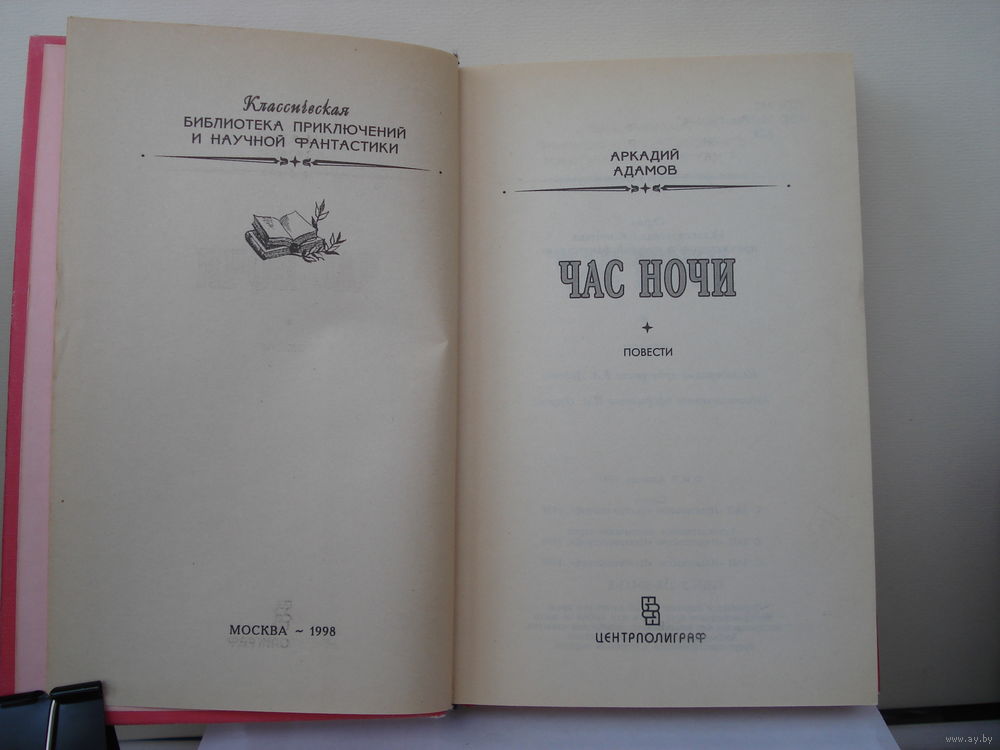 Классическая
БИБЛИОТЕКА ПРИКЛЮЧЕНИЙ
И НАУЧНОЙ ФАНТАСТИКИ
МОСКВА ~ 1998
АРКАДИЙ
АДАМОВ
ЧАС НОЧИ
ПОВЕСТИ
ЦЕНТРПОЛИГРАФ
www.ay.by